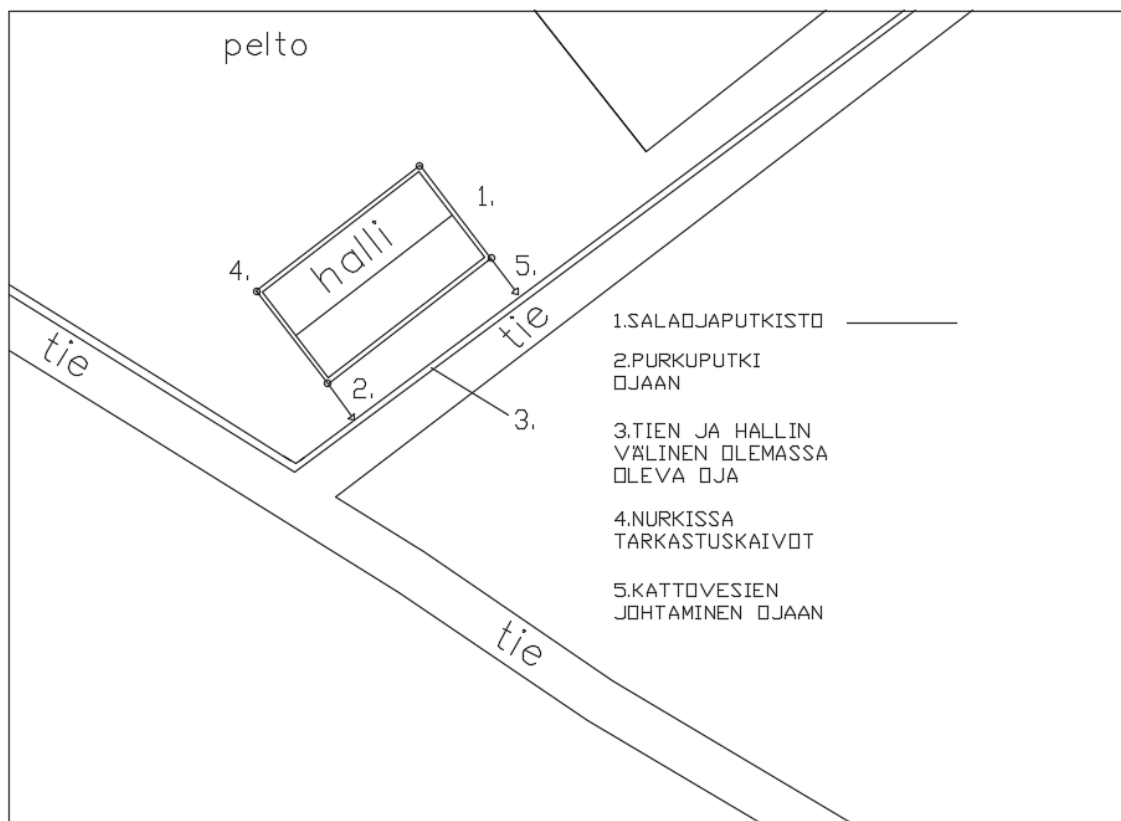 pelto
1.
halli
4.
5.
tie
tie
2.
3.
tie
1.SALAOJAPUTKISTO
2.PURKUPUTKI
OJAAN
3.TIEN JA HALLIN
VÄLINEN OLEMASSA
OLEVA OJA
4.NURKISSA
TARKASTUSKAIVOT
5.KATTOVESIEN
JOHTAMINEN OJAAN